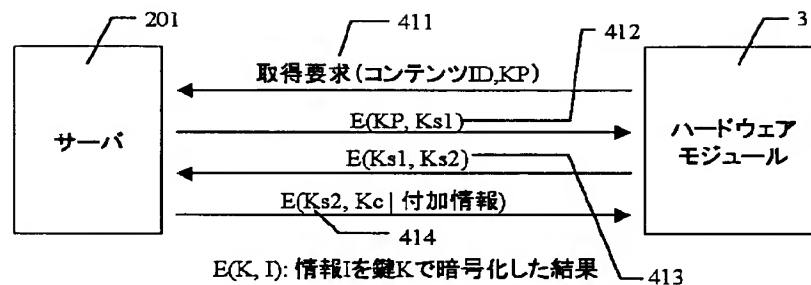 201
411
412
3
取得要求(コンテンツID,KP)
E(KP, Ks1)
サーバ
ハードウェア
モジュール
E(Ks1, Ks2)
E(Ks2, Kc | 付加情報)
414
E(K, I): 情報Iを鍵Kで暗号化した結果
413